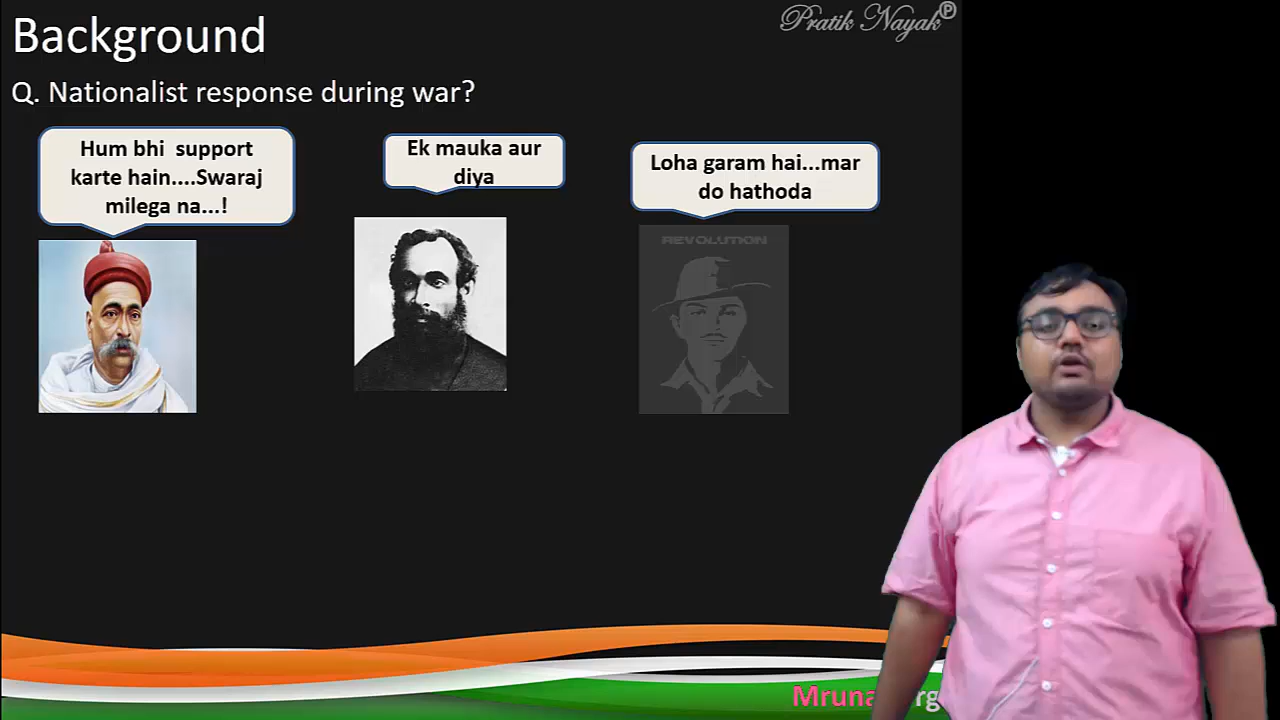 Background
Pratik Nayak℗
Q. Nationalist response during war?
Hum bhi support
karte hain....Swaraj
milega na...!
Ek mauka aur
diya
Loha garam hai...mar
do hathoda
REVOLUTION